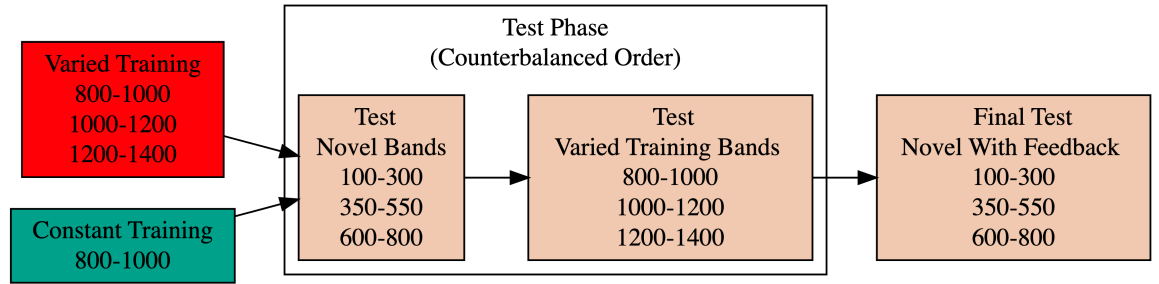 Varied Training
800-1000
1000-1200
1200-1400
Constant Training
800-1000
Test Phase
(Counterbalanced Order)
Test
Novel Bands
100-300
350-550
600-800
Test
Varied Training Bands
800-1000
1000-1200
1200-1400
Final Test
Novel With Feedback
100-300
350-550
600-800